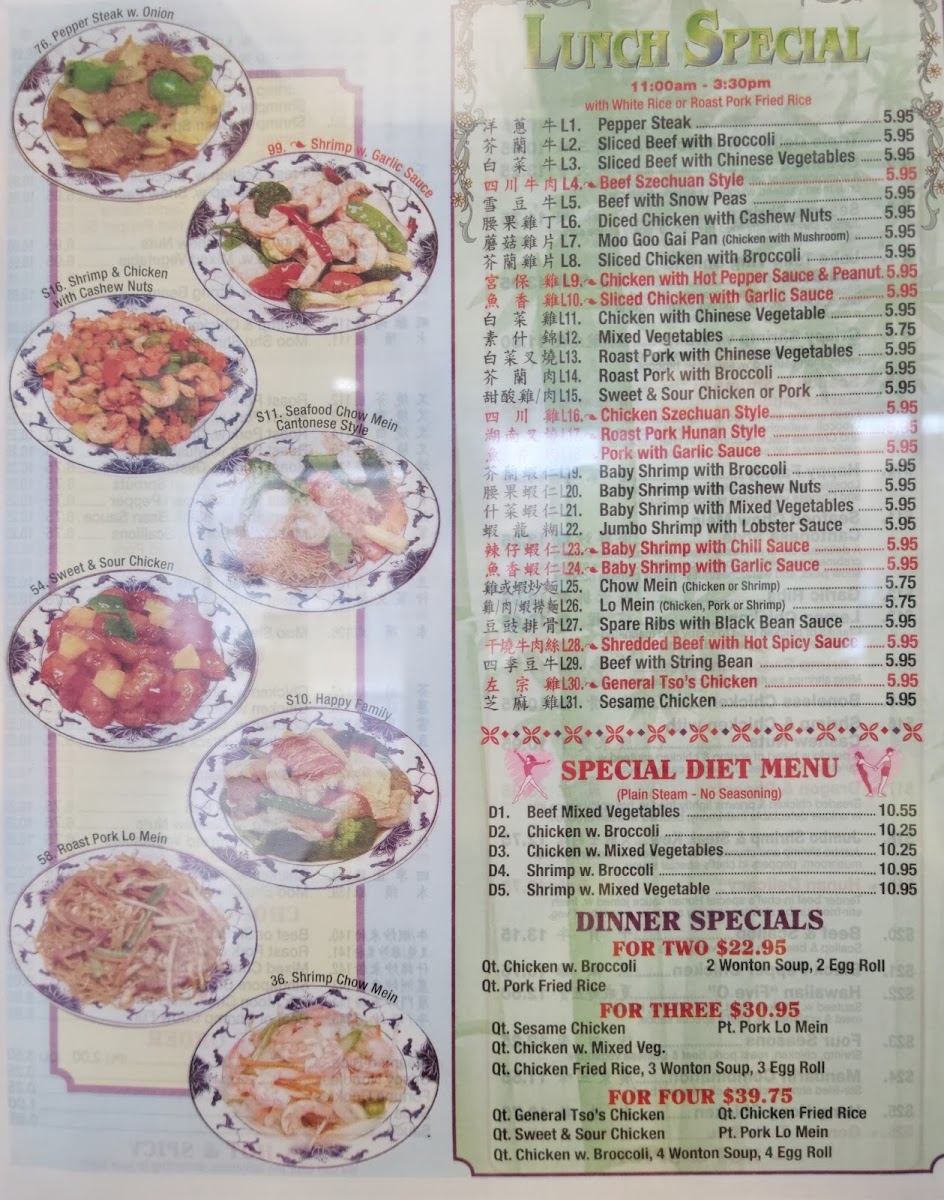 76. Pepper Steak w. Onion
99. Shrimp w. Garlic Sauce
S16. Shrimp & Chicken
with Cashew Nuts
S11. Seafood Chow Mein
Cantonese Style
54. Sweet & Sour Chicken
S10. Happy Family
58. Roast Pork Lo Mein
36. Shrimp Chow Mein
LUNCH SPECIAL
11:00am - 3:30pm
with White Rice or Roast Pork Fried Rice
洋蔥牛 L1. Pepper Steak 5.95
芥蘭牛 L2. Sliced Beef with Broccoli 5.95
白菜牛 L3. Sliced Beef with Chinese Vegetables 5.95
四川牛肉 L4. Beef Szechuan Style 5.95
雪豆牛 L5. Beef with Snow Peas 5.95
腰果雞丁 L6. Diced Chicken with Cashew Nuts 5.95
蘑菇雞片 L7. Moo Goo Gai Pan (Chicken with Mushroom) 5.95
芥蘭雞片 L8. Sliced Chicken with Broccoli 5.95
宮保雞 L9. Chicken with Hot Pepper Sauce & Peanut 5.95
魚香雞 L10. Sliced Chicken with Garlic Sauce 5.95
白菜雞 L11. Chicken with Chinese Vegetable 5.95
素什錦 L12. Mixed Vegetables 5.75
白菜叉燒 L13. Roast Pork with Chinese Vegetables 5.95
芥蘭肉 L14. Roast Pork with Broccoli 5.95
甜酸雞/肉 L15. Sweet & Sour Chicken or Pork 5.95
四川雞 L16. Chicken Szechuan Style 5.95
湖南叉燒 L17. Roast Pork Hunan Style 5.95
Pork with Garlic Sauce 5.95
芥蘭蝦仁 L19. Baby Shrimp with Broccoli 5.95
腰果蝦仁 L20. Baby Shrimp with Cashew Nuts 5.95
什菜蝦仁 L21. Baby Shrimp with Mixed Vegetables 5.95
蝦龍糊 L22. Jumbo Shrimp with Lobster Sauce 5.95
辣仔蝦仁 L23. Baby Shrimp with Chili Sauce 5.95
魚香蝦仁 L24. Baby Shrimp with Garlic Sauce 5.95
雞或蝦炒麵 L25. Chow Mein (Chicken or Shrimp) 5.75
雞/肉/蝦撈麵 L26. Lo Mein (Chicken, Pork or Shrimp) 5.75
豆豉排骨 L27. Spare Ribs with Black Bean Sauce 5.95
干燒牛肉絲 L28. Shredded Beef with Hot Spicy Sauce 5.95
四季豆牛 L29. Beef with String Bean 5.95
左宗雞 L30. General Tso's Chicken 5.95
芝麻雞 L31. Sesame Chicken 5.95
SPECIAL DIET MENU
(Plain Steam - No Seasoning)
D1. Beef Mixed Vegetables 10.55
D2. Chicken w. Broccoli 10.25
D3. Chicken w. Mixed Vegetables 10.25
D4. Shrimp w. Broccoli 10.95
D5. Shrimp w. Mixed Vegetable 10.95
DINNER SPECIALS
FOR TWO $22.95
Qt. Chicken w. Broccoli 2 Wonton Soup, 2 Egg Roll
Qt. Pork Fried Rice
FOR THREE $30.95
Qt. Sesame Chicken Pt. Pork Lo Mein
Qt. Chicken w. Mixed Veg.
Qt. Chicken Fried Rice, 3 Wonton Soup, 3 Egg Roll
FOR FOUR $39.75
Qt. General Tso's Chicken Qt. Chicken Fried Rice
Qt. Sweet & Sour Chicken Pt. Pork Lo Mein
Qt. Chicken w. Broccoli, 4 Wonton Soup, 4 Egg Roll